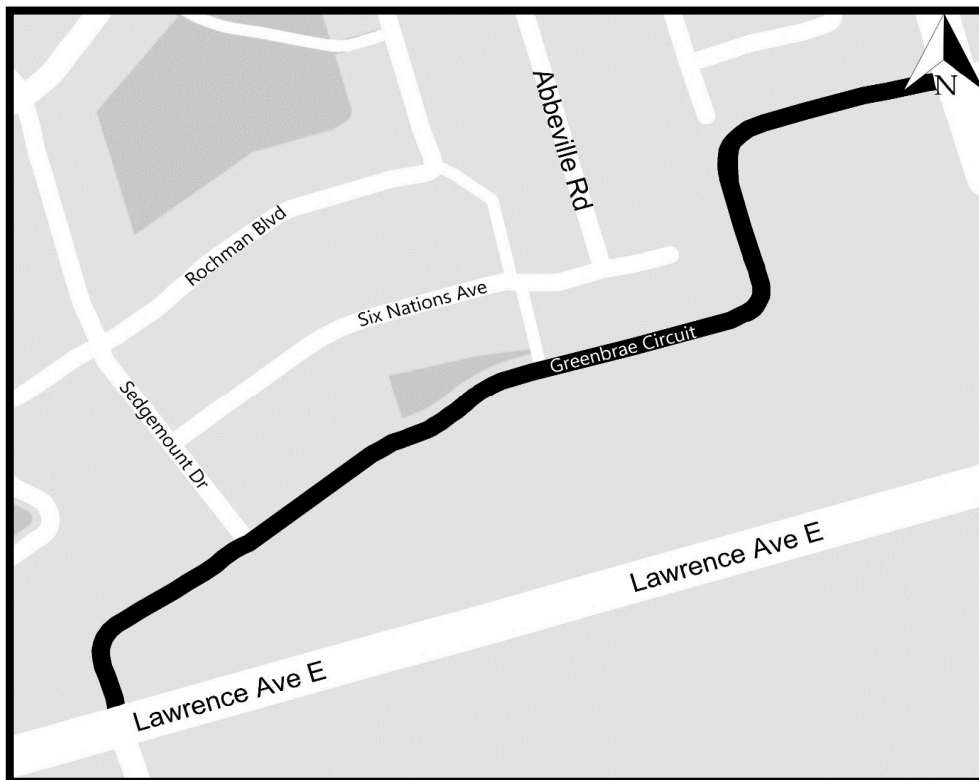 N
Abbeville Rd
Rochman Blvd
Six Nations Ave
Greenbrae Circuit
Sedgemount Dr
Lawrence Ave E
Lawrence Ave E